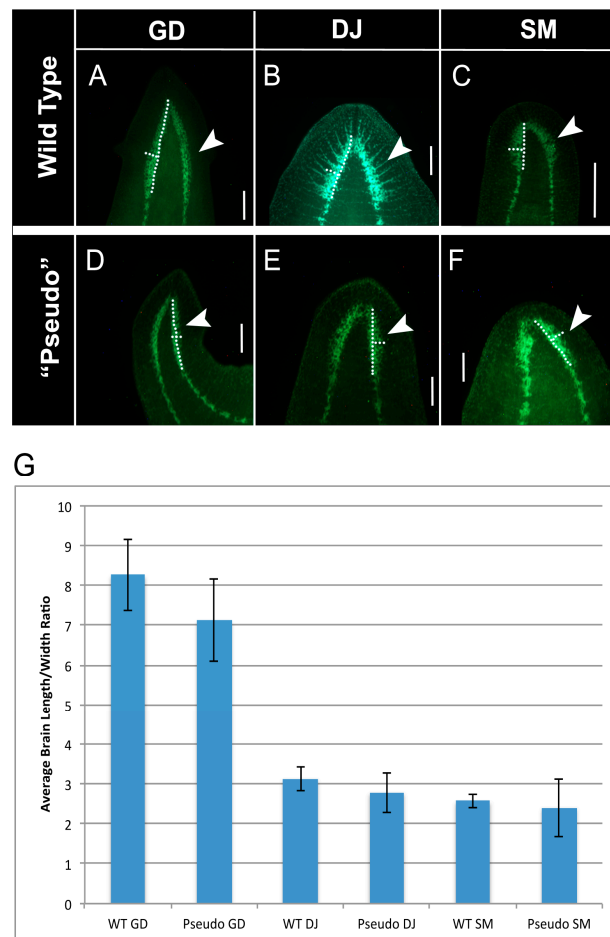 GD DJ SM
Wild Type
A B C
"Pseudo"
D E F
G
Average Brain Length/Width Ratio
10
9
8
7
6
5
4
3
2
1
0
WT GD Pseudo GD WT DJ Pseudo DJ WT SM Pseudo SM